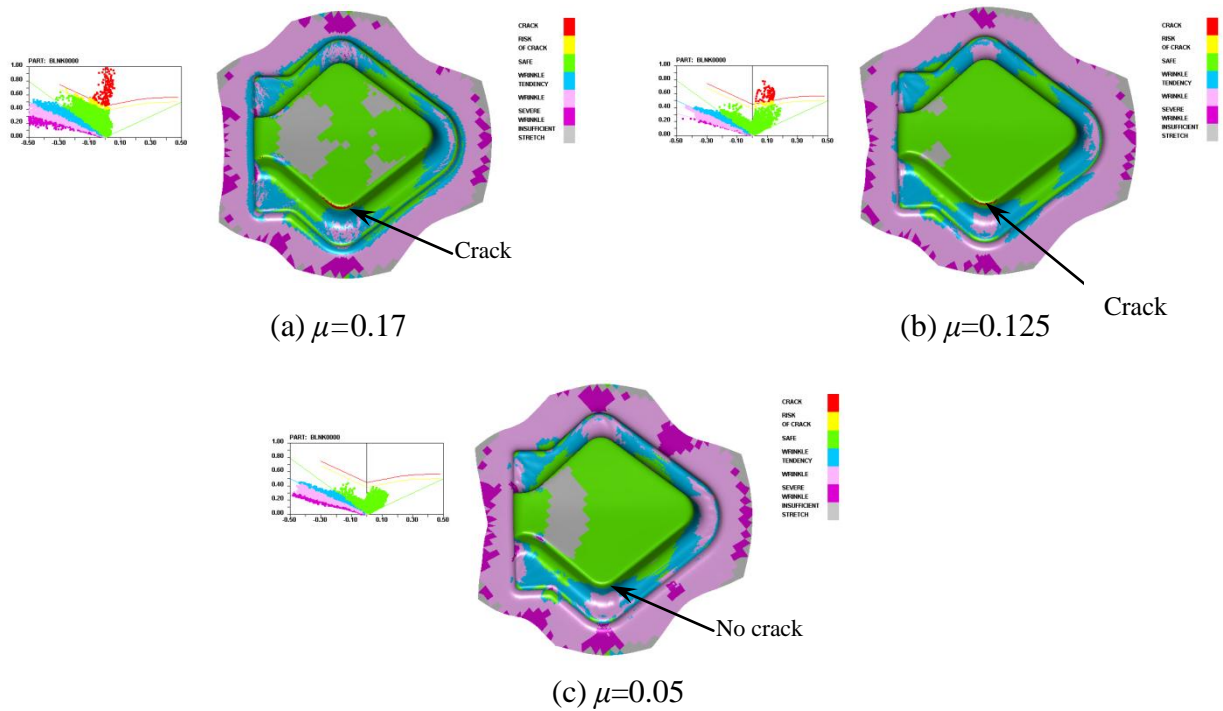 CRACK
RISK
OF CRACK
SAFE
WRINKLE
TENDENCY
WRINKLE
SEVERE
WRINKLE
INSUFFICIENT
STRETCH
PART: BLNK0000
1.00
0.80
0.60
0.40
0.20
0.00
-0.50 -0.30 -0.10 0.10 0.30 0.50
Crack
(a) μ=0.17
CRACK
RISK
OF CRACK
SAFE
WRINKLE
TENDENCY
WRINKLE
SEVERE
WRINKLE
INSUFFICIENT
STRETCH
PART: BLNK0000
1.00
0.80
0.60
0.40
0.20
0.00
-0.50 -0.30 -0.10 0.10 0.30 0.50
Crack
(b) μ=0.125
CRACK
RISK
OF CRACK
SAFE
WRINKLE
TENDENCY
WRINKLE
SEVERE
WRINKLE
INSUFFICIENT
STRETCH
PART: BLNK0000
1.00
0.80
0.60
0.40
0.20
0.00
-0.50 -0.30 -0.10 0.10 0.30 0.50
No crack
(c) μ=0.05